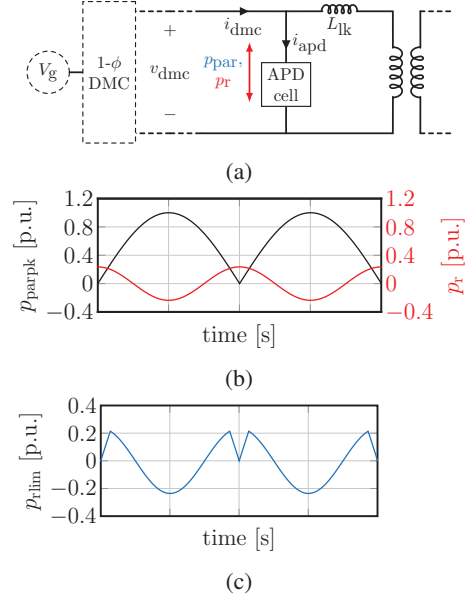 i_dmc
L_lk
+
i_apd
V_g
1-ϕ
DMC
v_dmc
p_par,
p_r
APD
cell
−
(a)
1.2
0.8
0.4
0
−0.4
p_parpk [p.u.]
1.2
0.8
0.4
0
−0.4
p_r [p.u.]
time [s]
(b)
0.4
0.2
0
−0.2
−0.4
p_rlim [p.u.]
time [s]
(c)